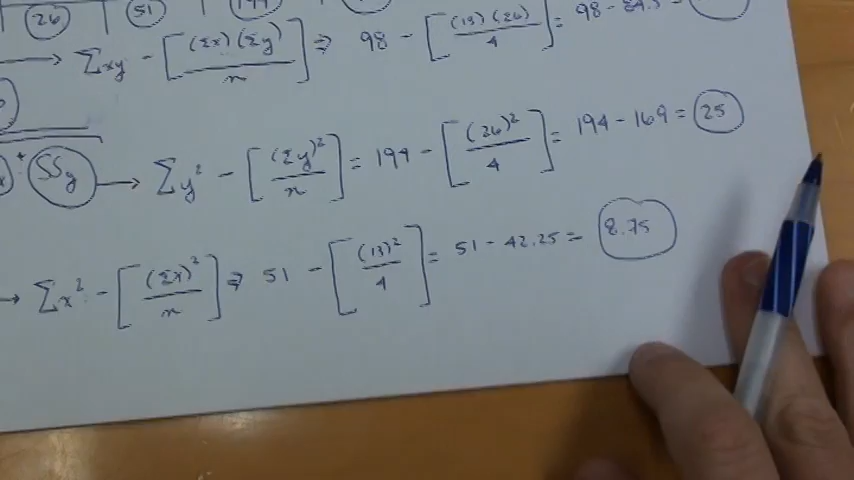 26 51 194
→ Σxy - [(Σx)(Σy)/n] ⇒ 98 - [(13)(26)/4] = 98 - 84.5 =
* SSy → Σy² - [(Σy)²/n] = 194 - [(26)²/4] = 194 - 169 = 25
→ Σx² - [(Σx)²/n] ⇒ 51 - [(13)²/4] = 51 - 42.25 = 8.75